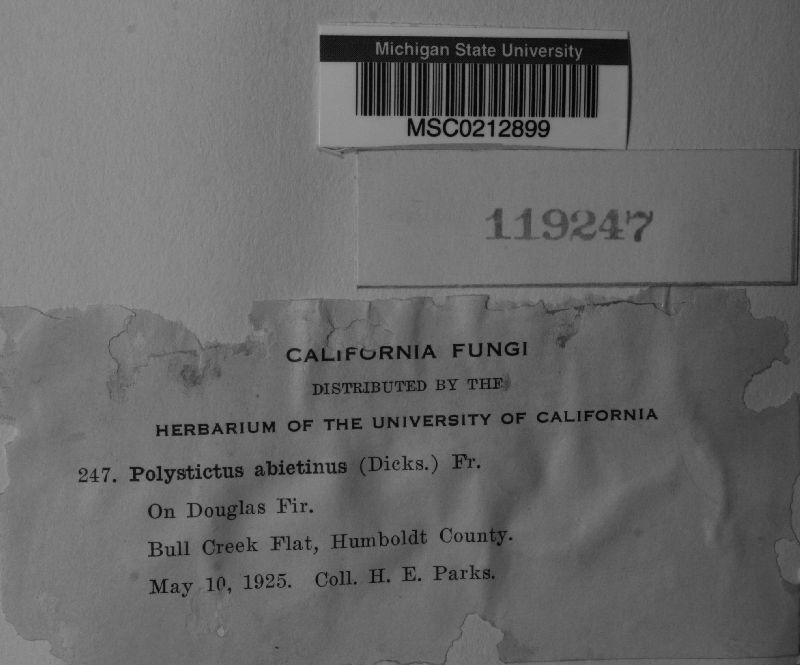 Michigan State University
MSC0212899
119247
CALIFORNIA FUNGI
DISTRIBUTED BY THE
HERBARIUM OF THE UNIVERSITY OF CALIFORNIA
247. Polystictus abietinus (Dicks.) Fr.
On Douglas Fir.
Bull Creek Flat, Humboldt County.
May 10, 1925. Coll. H. E. Parks.